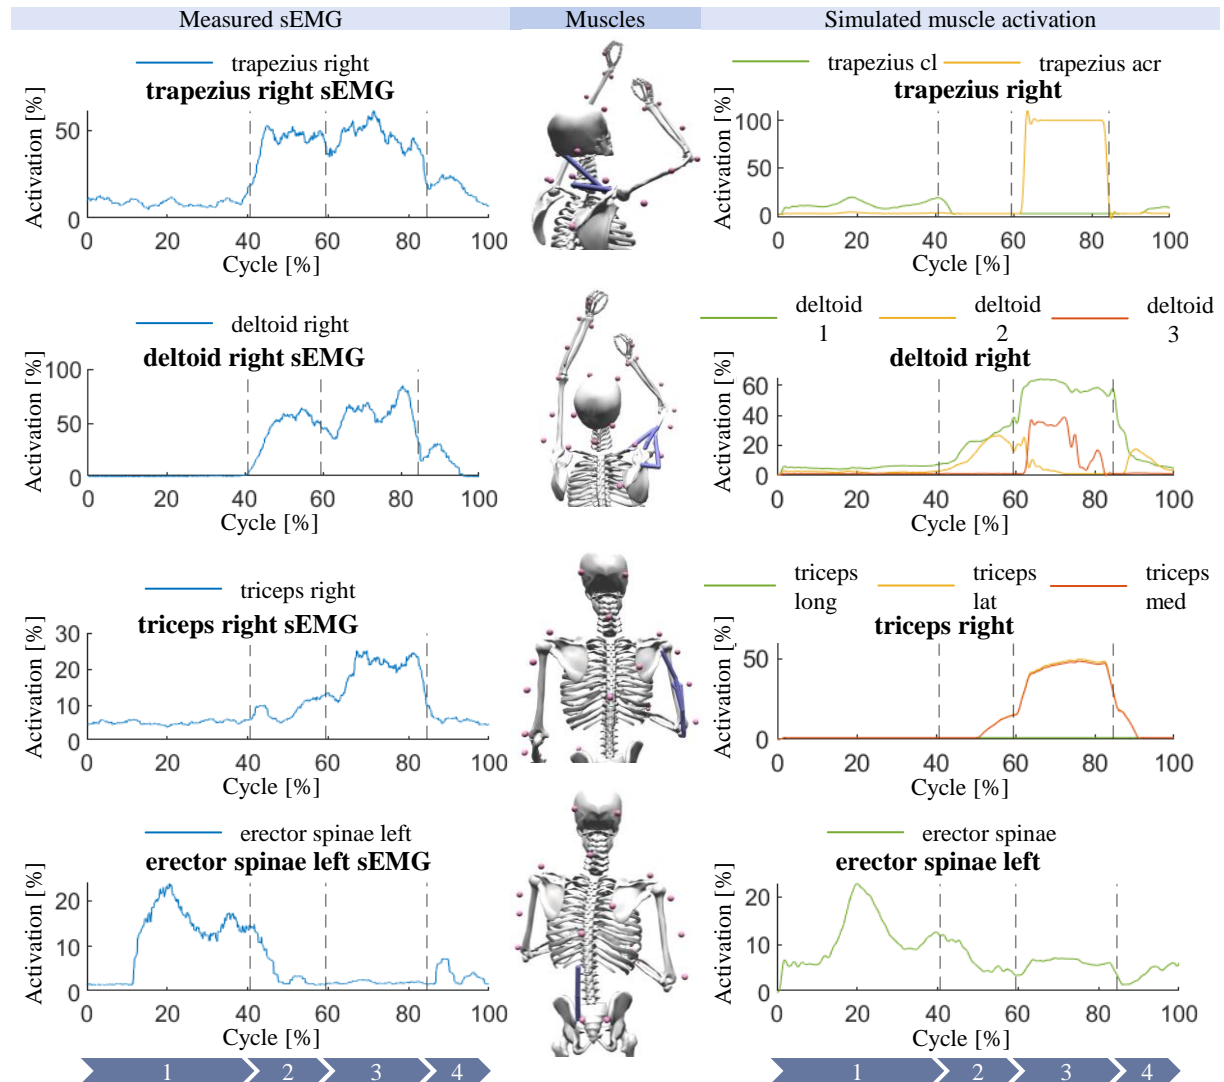 Measured sEMG Muscles Simulated muscle activation
trapezius right
trapezius right sEMG
Activation [%]
50
0
0 20 40 60 80 100
Cycle [%]
trapezius cl trapezius acr
trapezius right
Activation [%]
100
50
0
0 20 40 60 80 100
Cycle [%]
deltoid right
deltoid right sEMG
Activation [%]
100
50
0
0 20 40 60 80 100
Cycle [%]
deltoid 1
deltoid 2
deltoid 3
deltoid right
Activation [%]
60
40
20
0
0 20 40 60 80 100
Cycle [%]
triceps right
triceps right sEMG
Activation [%]
30
20
10
0
0 20 40 60 80 100
Cycle [%]
triceps long
triceps lat
triceps med
triceps right
Activation [%]
50
0
0 20 40 60 80 100
Cycle [%]
erector spinae left
erector spinae left sEMG
Activation [%]
20
10
0
0 20 40 60 80 100
Cycle [%]
erector spinae
erector spinae left
Activation [%]
20
10
0
0 20 40 60 80 100
Cycle [%]
1 2 3 4
1 2 3 4